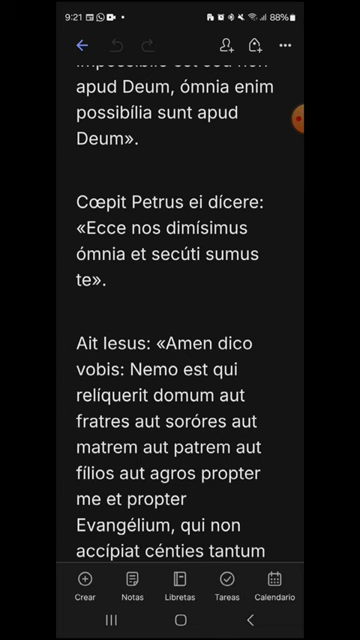 9:21
88%
apud Deum, ómnia enim
possibília sunt apud
Deum».
Cœpit Petrus ei dícere:
«Ecce nos dimísimus
ómnia et secúti sumus
te».
Ait Iesus: «Amen dico
vobis: Nemo est qui
relíquerit domum aut
fratres aut soróres aut
matrem aut patrem aut
fílios aut agros propter
me et propter
Evangélium, qui non
accípiat cénties tantum
Crear Notas Libretas Tareas Calendario